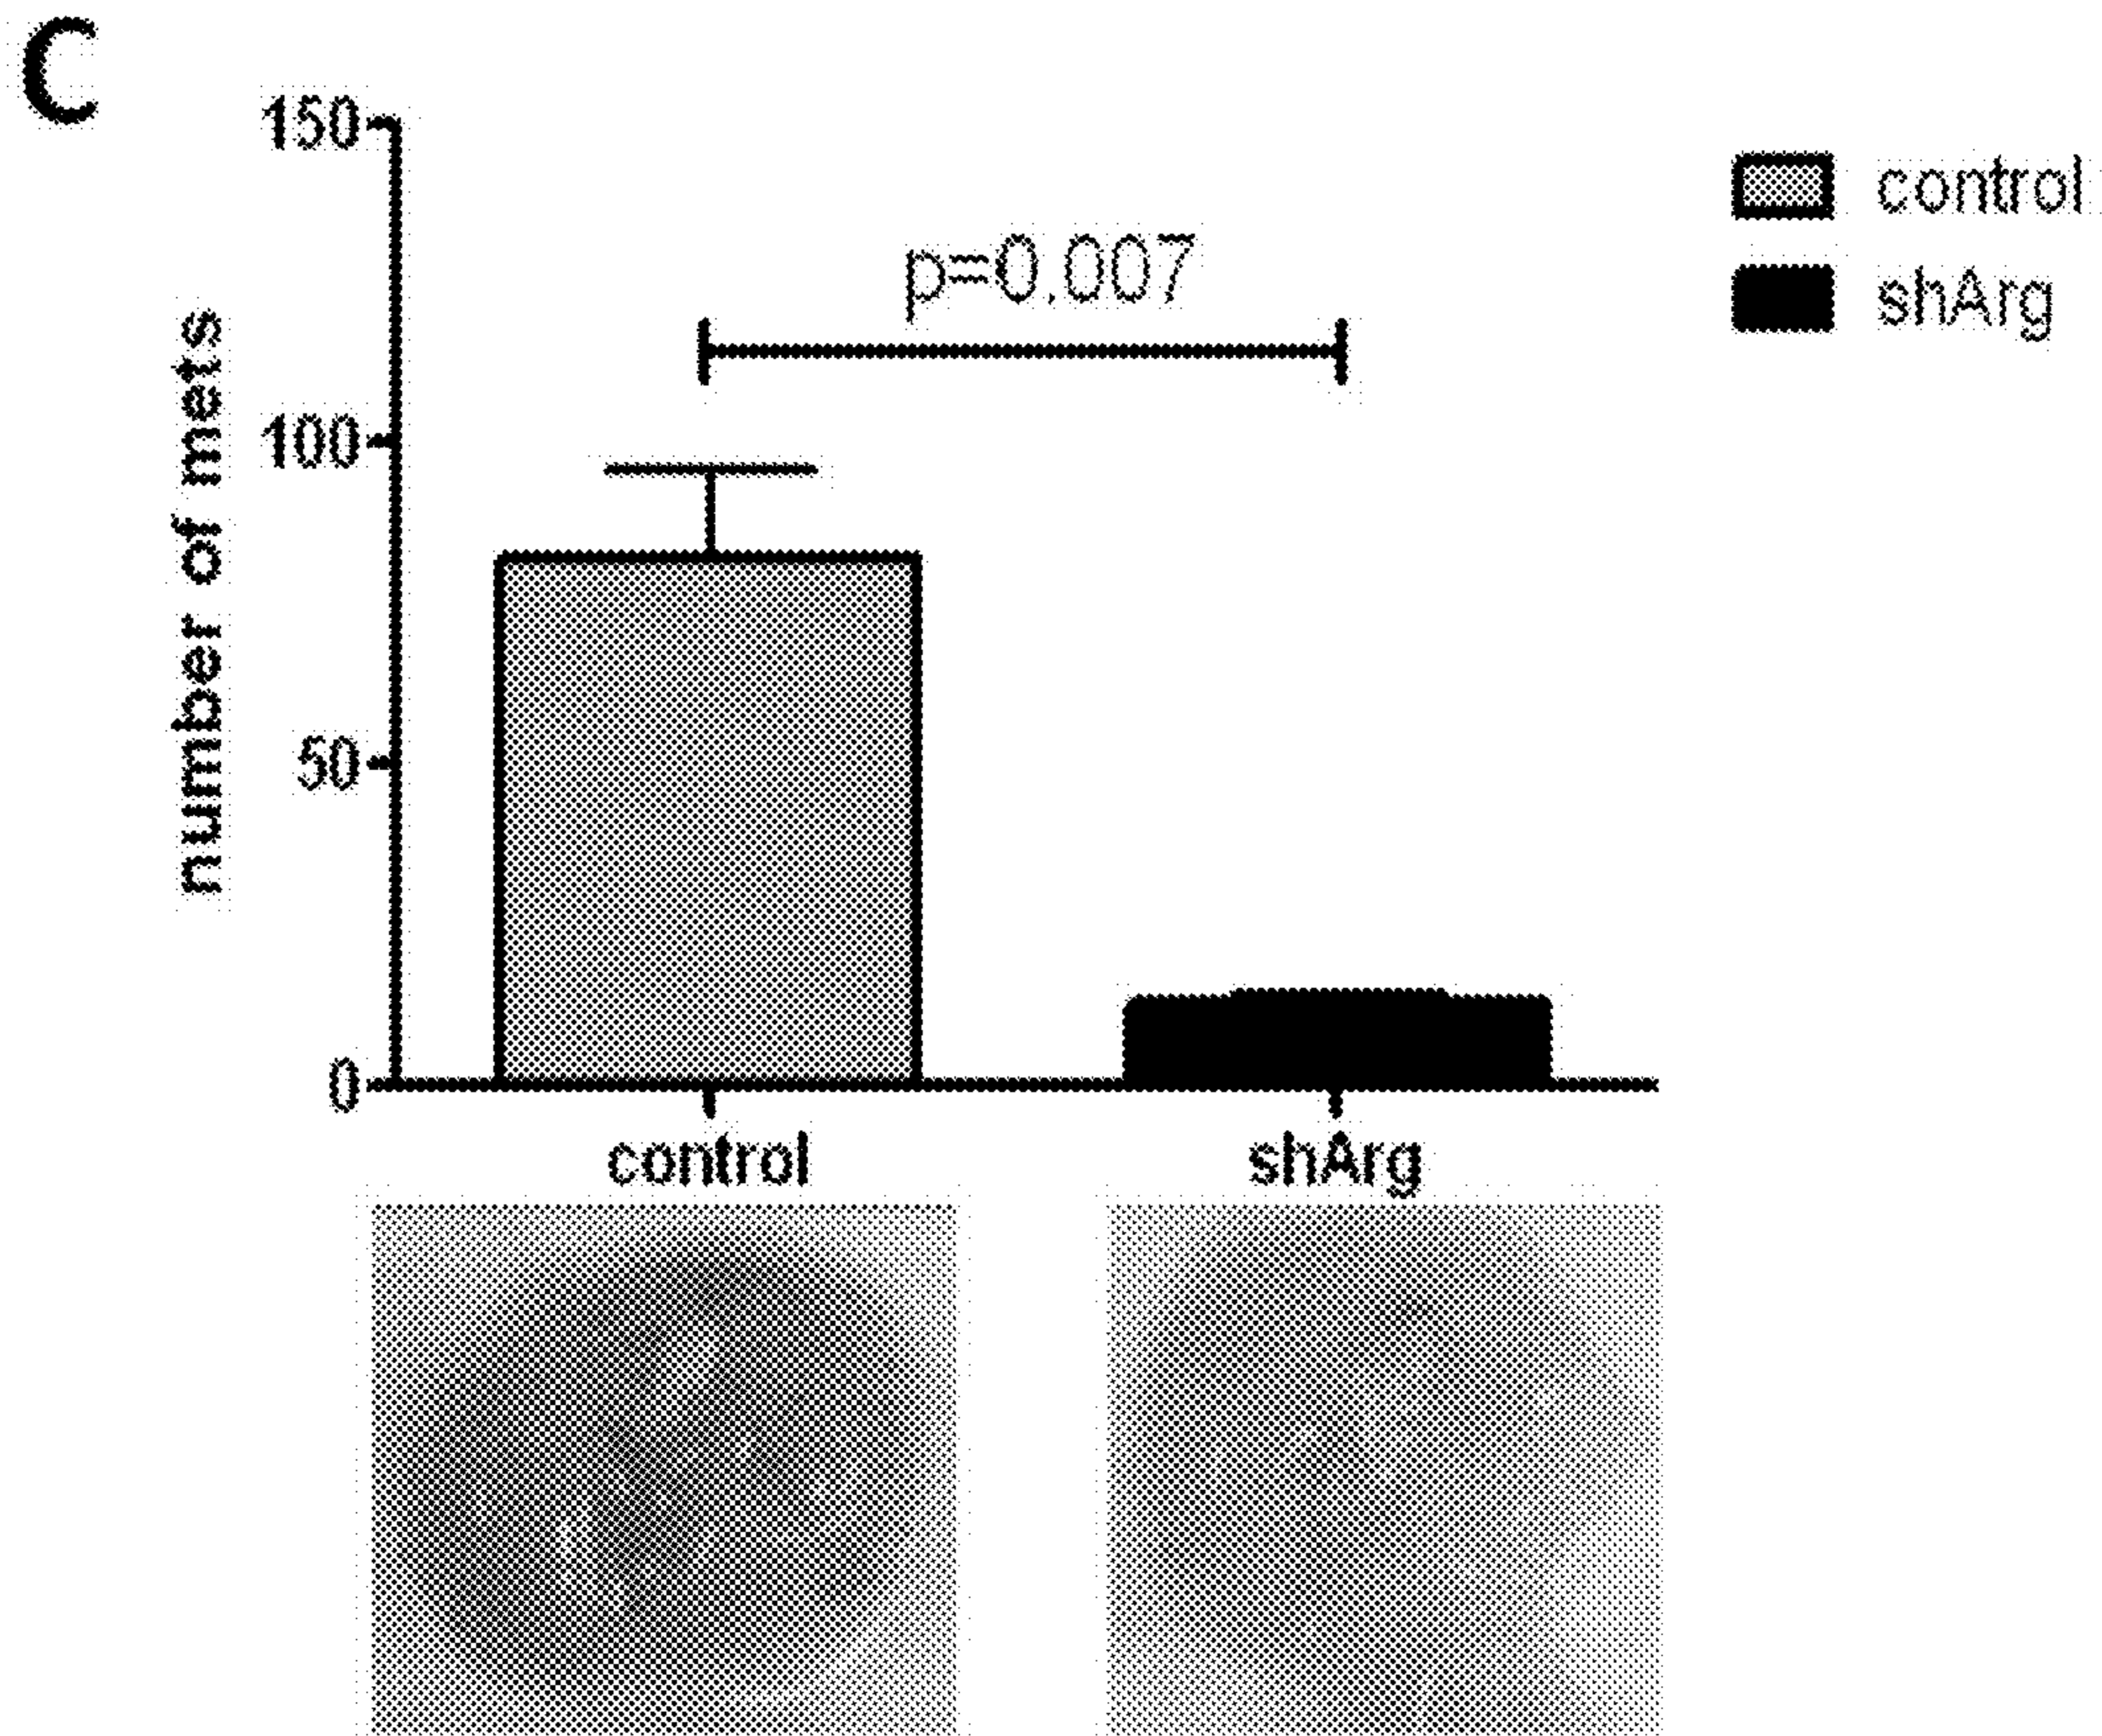 C
150
100
50
0
number of mets
p=0.007
control
shArg
control
shArg